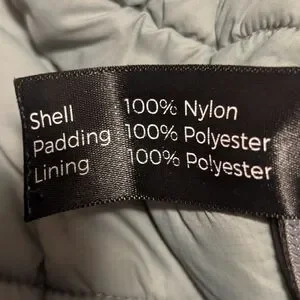 Shell 100% Nylon
Padding 100% Polyester
Lining 100% Polyester